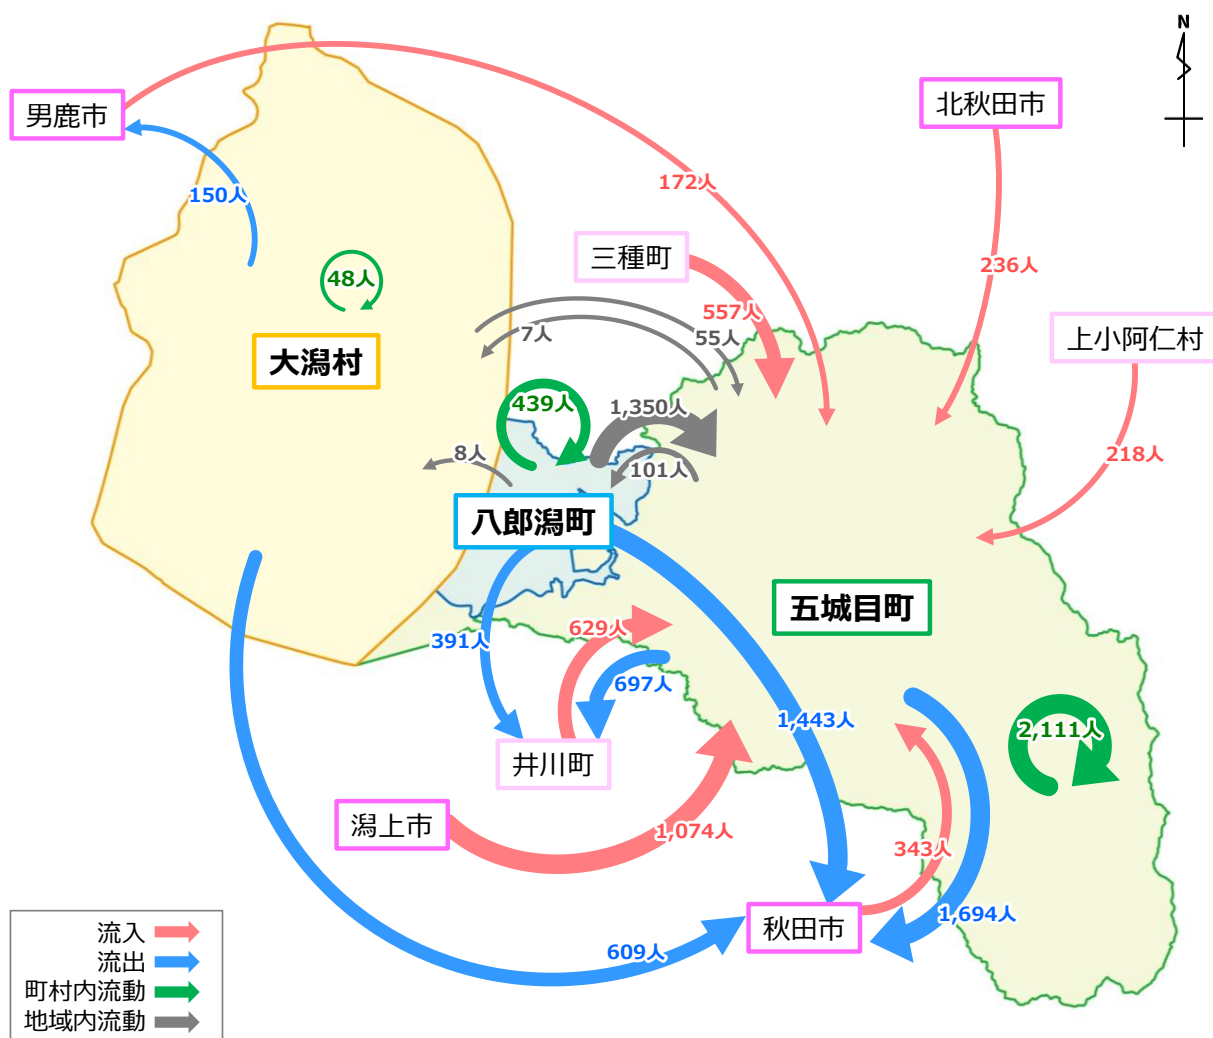 N
男鹿市
北秋田市
172人
150人
三種町
236人
48人
557人
7人
55人
上小阿仁村
大潟村
439人
1,350人
8人
101人
218人
八郎潟町
五城目町
391人
629人
697人
1,443人
2,111人
井川町
潟上市
1,074人
343人
1,694人
秋田市
609人
流入
流出
町村内流動
地域内流動